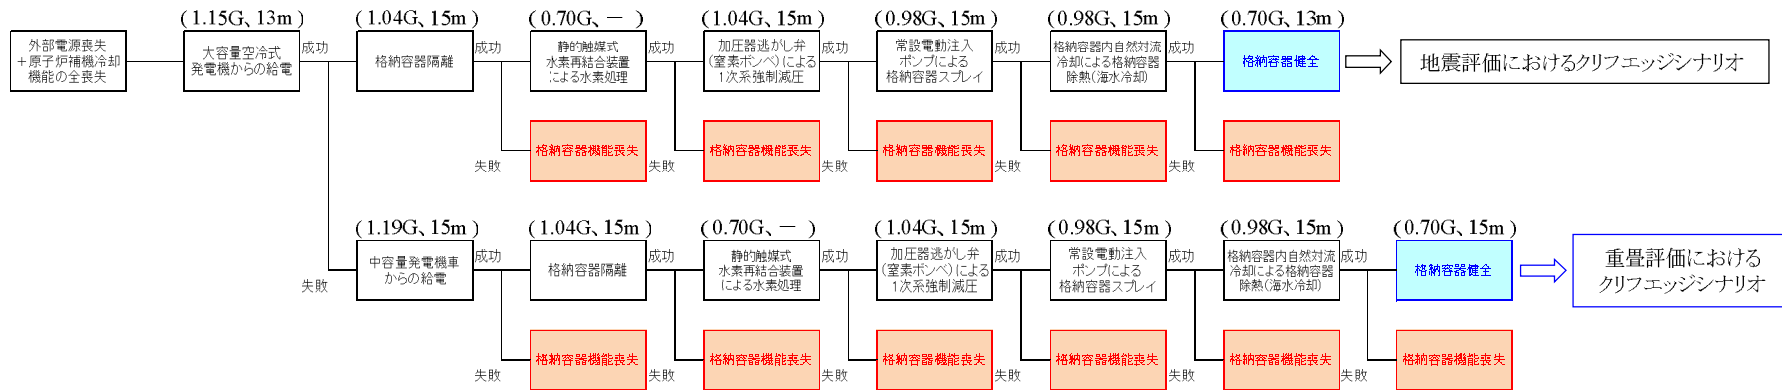 (1.15G、13m)
(1.04G、15m)
(0.70G、－ )
(1.04G、15m)
(0.98G、15m)
(0.98G、15m)
(0.70G、13m)
外部電源喪失
＋原子炉補機冷却
機能の全喪失
大容量空冷式
発電機からの給電
成功
格納容器隔離
成功
静的触媒式
水素再結合装置
による水素処理
成功
加圧器逃がし弁
(窒素ボンベ)による
1次系強制減圧
成功
常設電動注入
ポンプによる
格納容器スプレイ
成功
格納容器内自然対流
冷却による格納容器
除熱(海水冷却)
成功
格納容器健全
地震評価におけるクリフエッジシナリオ
失敗
格納容器機能喪失
失敗
格納容器機能喪失
失敗
格納容器機能喪失
失敗
格納容器機能喪失
失敗
格納容器機能喪失
(1.19G、15m)
(1.04G、15m)
(0.70G、－ )
(1.04G、15m)
(0.98G、15m)
(0.98G、15m)
(0.70G、15m)
失敗
中容量発電機車
からの給電
成功
格納容器隔離
成功
静的触媒式
水素再結合装置
による水素処理
成功
加圧器逃がし弁
(窒素ボンベ)による
1次系強制減圧
成功
常設電動注入
ポンプによる
格納容器スプレイ
成功
格納容器内自然対流
冷却による格納容器
除熱(海水冷却)
成功
格納容器健全
重畳評価における
クリフエッジシナリオ
失敗
格納容器機能喪失
失敗
格納容器機能喪失
失敗
格納容器機能喪失
失敗
格納容器機能喪失
失敗
格納容器機能喪失
失敗
格納容器機能喪失